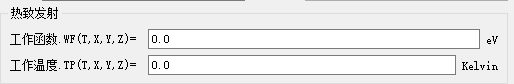 热致发射
工作函数.WF(T,X,Y,Z)= 0.0 eV
工作温度.TP(T,X,Y,Z)= 0.0 Kelvin